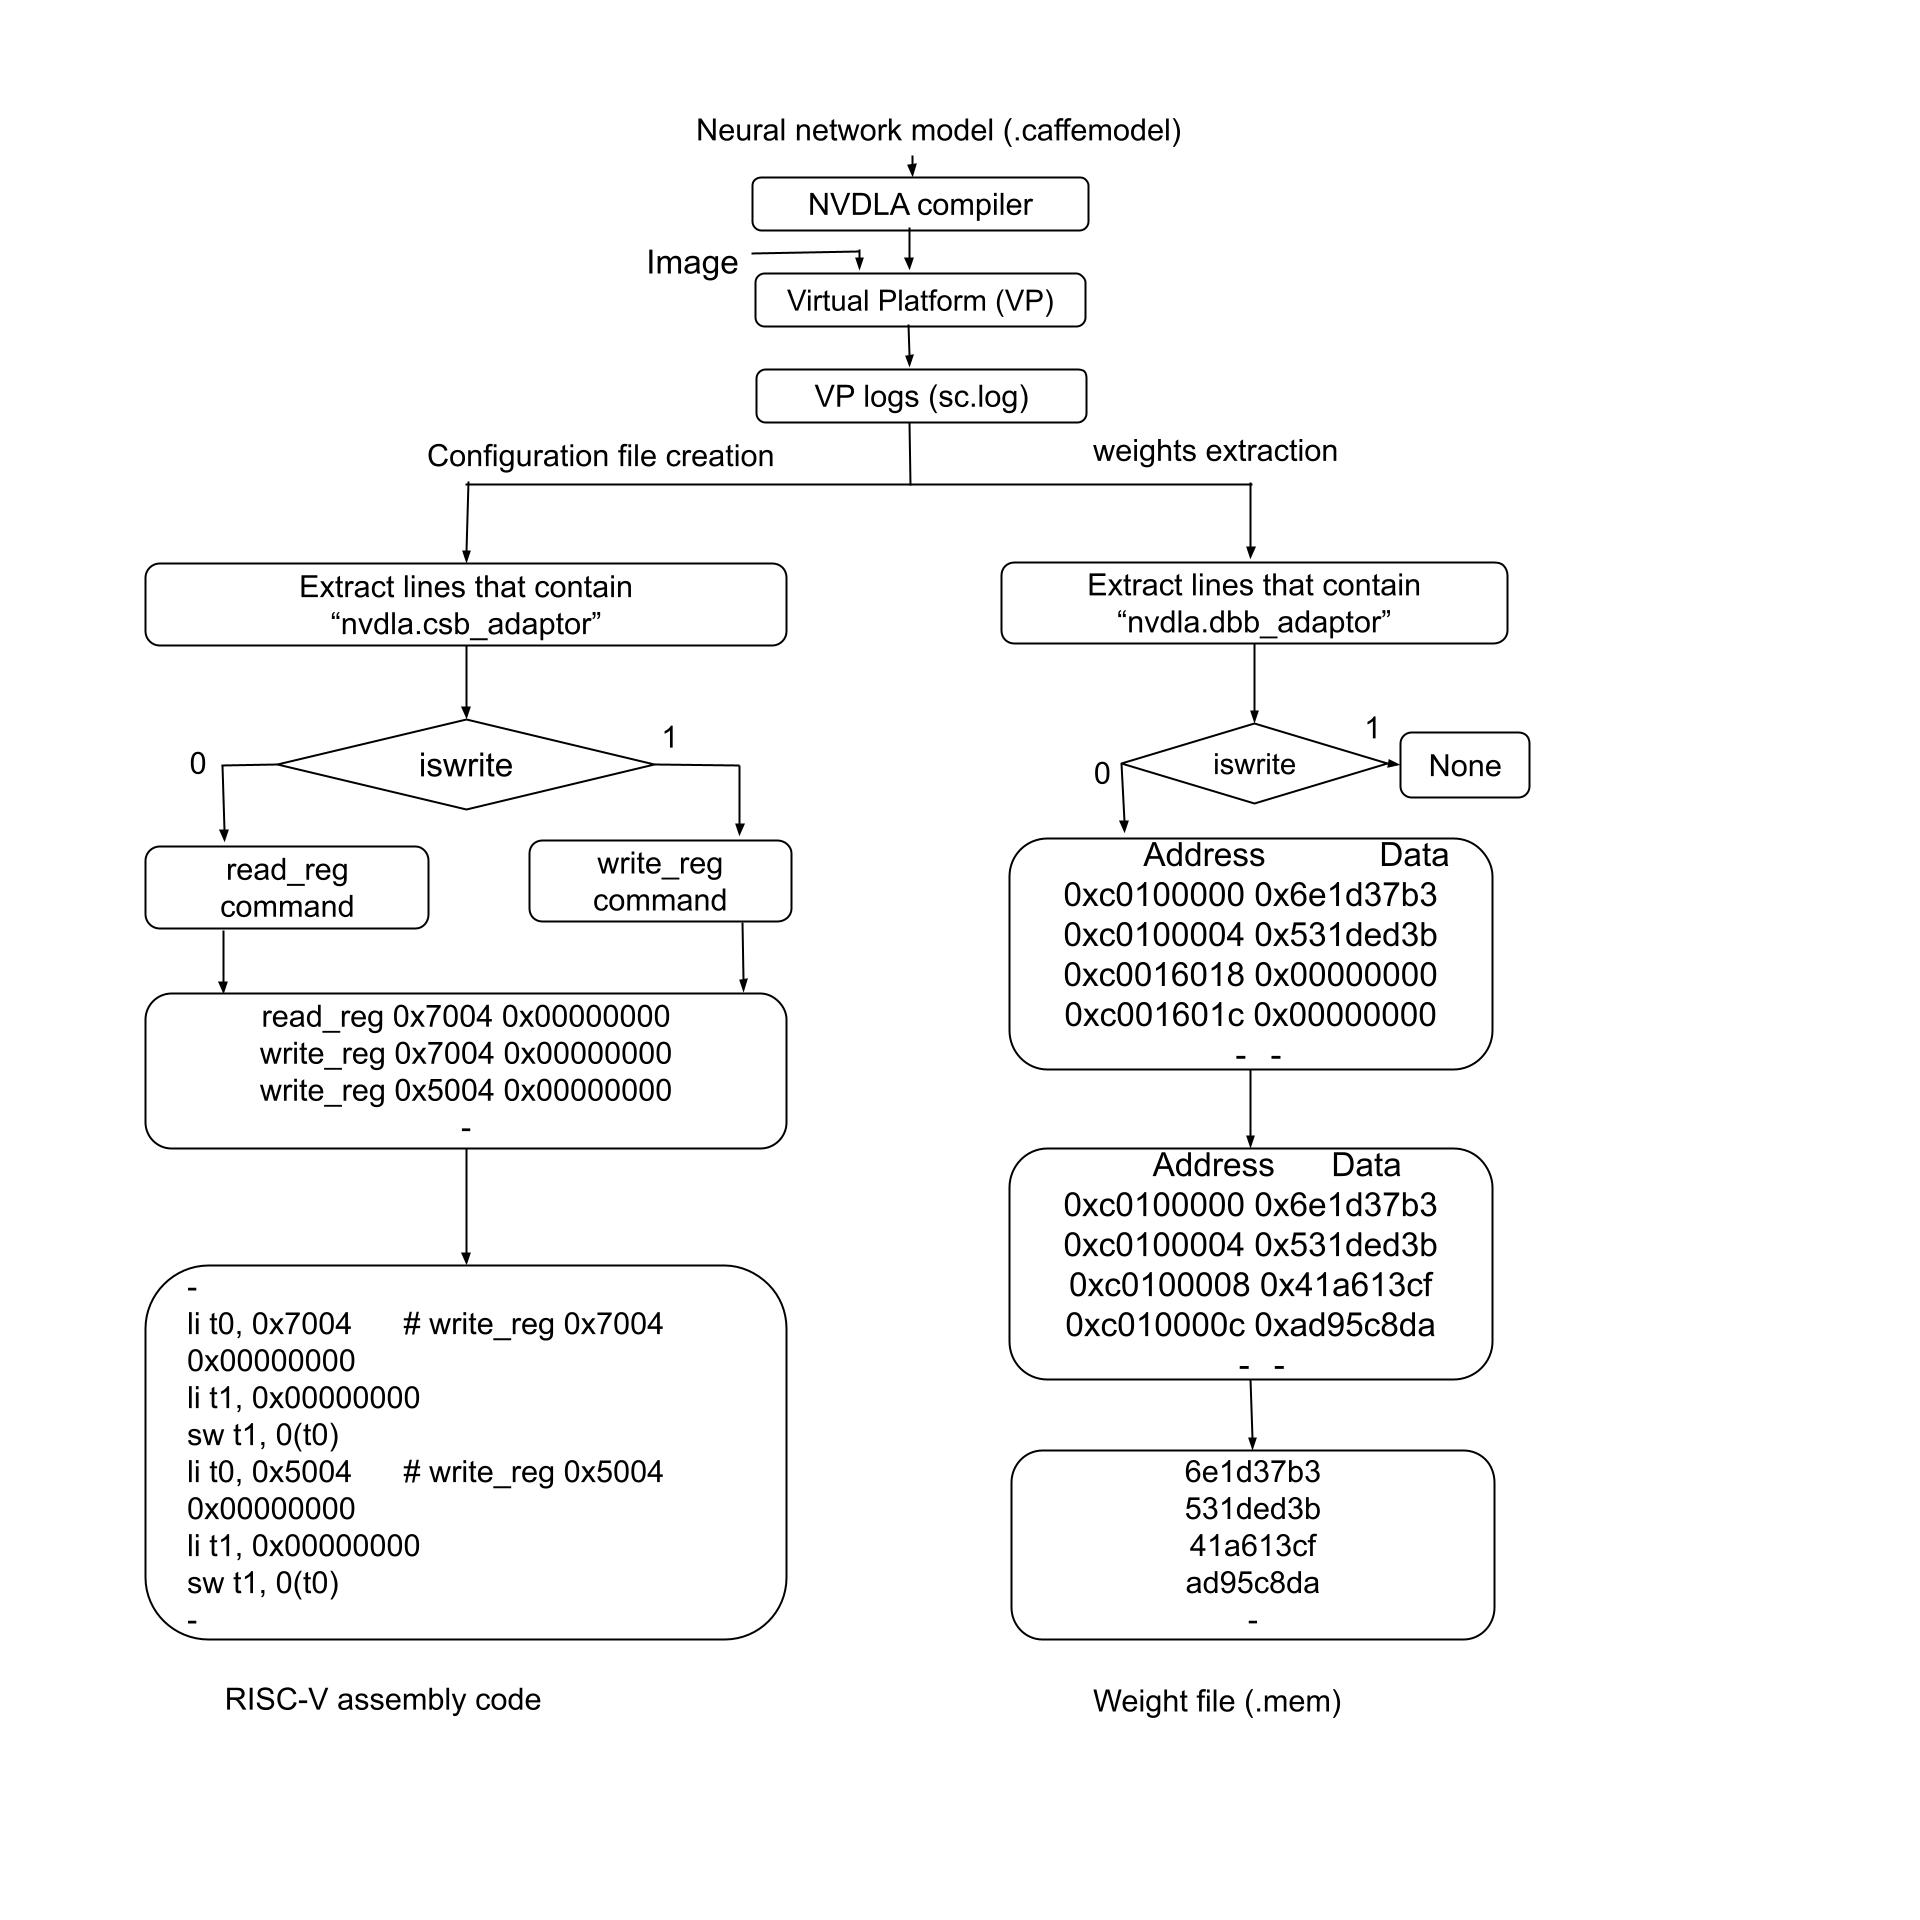 Neural network model (.caffemodel)
NVDLA compiler
Image
Virtual Platform (VP)
VP logs (sc.log)
Configuration file creation
weights extraction
Extract lines that contain
“nvdla.csb_adaptor”
iswrite
0
1
read_reg
command
write_reg
command
read_reg 0x7004 0x00000000
write_reg 0x7004 0x00000000
write_reg 0x5004 0x00000000
-
-
li t0, 0x7004 # write_reg 0x7004
0x00000000
li t1, 0x00000000
sw t1, 0(t0)
li t0, 0x5004 # write_reg 0x5004
0x00000000
li t1, 0x00000000
sw t1, 0(t0)
-
RISC-V assembly code
Extract lines that contain
“nvdla.dbb_adaptor”
iswrite
0
1
None
Address Data
0xc0100000 0x6e1d37b3
0xc0100004 0x531ded3b
0xc0016018 0x00000000
0xc001601c 0x00000000
- -
Address Data
0xc0100000 0x6e1d37b3
0xc0100004 0x531ded3b
0xc0100008 0x41a613cf
0xc010000c 0xad95c8da
- -
6e1d37b3
531ded3b
41a613cf
ad95c8da
-
Weight file (.mem)